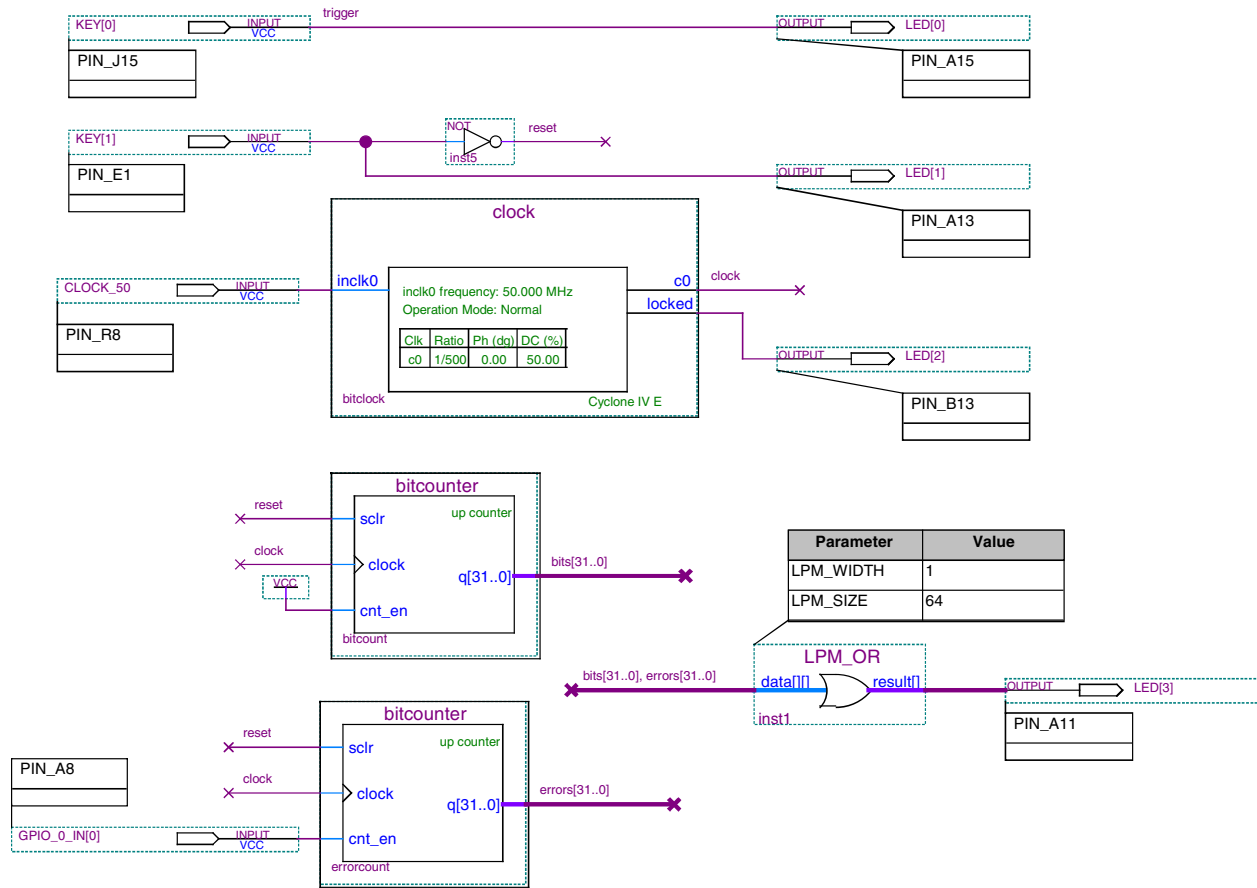 trigger
KEY[0] INPUT VCC
OUTPUT LED[0]
PIN_J15
PIN_A15
KEY[1] INPUT VCC
NOT
reset
inst5
PIN_E1
OUTPUT LED[1]
PIN_A13
clock
inclk0
c0
clock
locked
inclk0 frequency: 50.000 MHz
Operation Mode: Normal
Clk Ratio Ph (dg) DC (%)
c0 1/500 0.00 50.00
bitclock
Cyclone IV E
CLOCK_50 INPUT VCC
PIN_R8
OUTPUT LED[2]
PIN_B13
bitcounter
reset
sclr
up counter
clock
clock
VCC
cnt_en
q[31..0]
bits[31..0]
bitcount
Parameter Value
LPM_WIDTH 1
LPM_SIZE 64
LPM_OR
bits[31..0], errors[31..0]
data[][]
result[]
inst1
OUTPUT LED[3]
PIN_A11
bitcounter
reset
sclr
up counter
clock
clock
q[31..0]
errors[31..0]
PIN_A8
GPIO_0_IN[0] INPUT VCC
cnt_en
errorcount